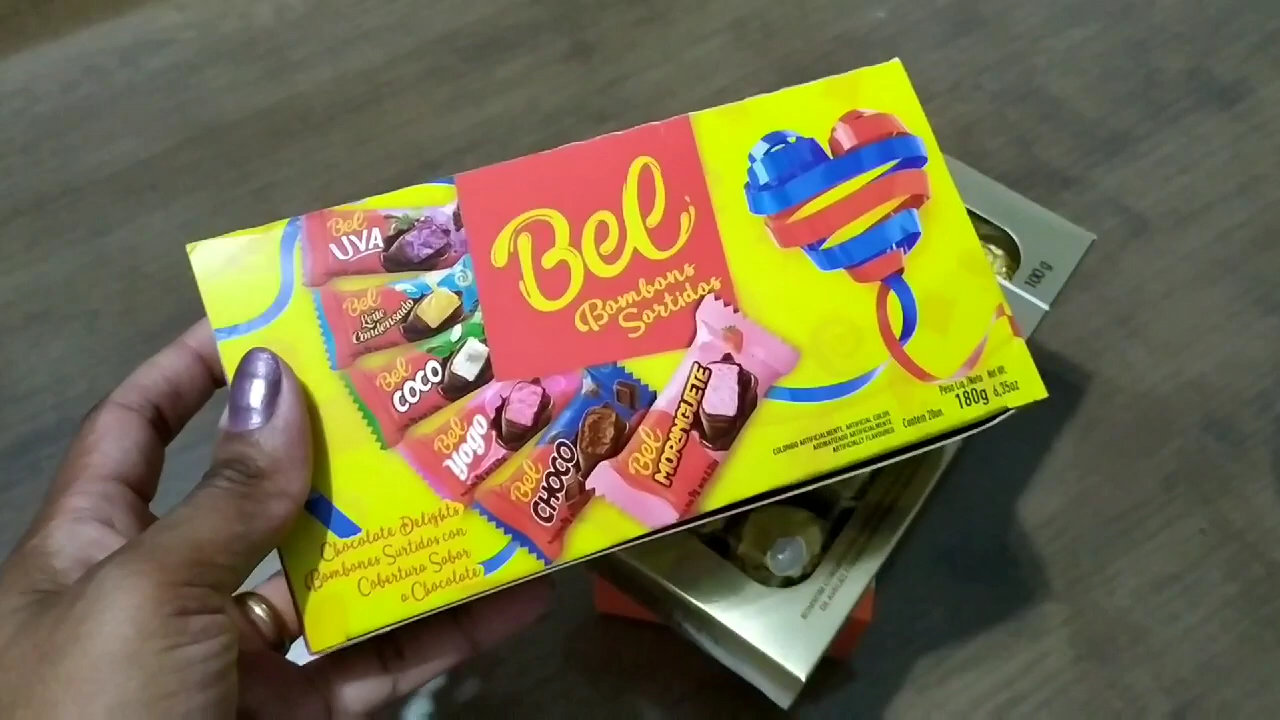 Bel
UVA
Bel
Leite
Condensado
Bel
COCO
Bel
Yogo
Bel
CHOCO
Bel
MORANGUETE
Bel
Bombons
Sortidos
Chocolate Delights
Bombones Surtidos con
Cobertura Sabor
a Chocolate
COLORIDO ARTIFICIALMENTE, ARTIFICIAL COLOR.
AROMATIZADO ARTIFICIALMENTE
ARTIFICIALLY FLAVOURED
Contém 20un.
Peso Líq./Neto Net WT.
180g 6,35oz
100 g